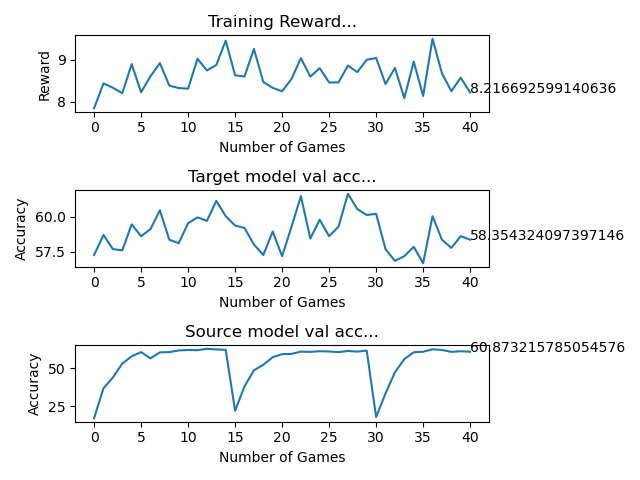 Training Reward...
Reward
9
8
8.216692599140636
0 5 10 15 20 25 30 35 40
Number of Games
Target model val acc...
Accuracy
60.0
57.5
58.354324097397146
0 5 10 15 20 25 30 35 40
Number of Games
Source model val acc...
Accuracy
50
25
60.873215785054576
0 5 10 15 20 25 30 35 40
Number of Games